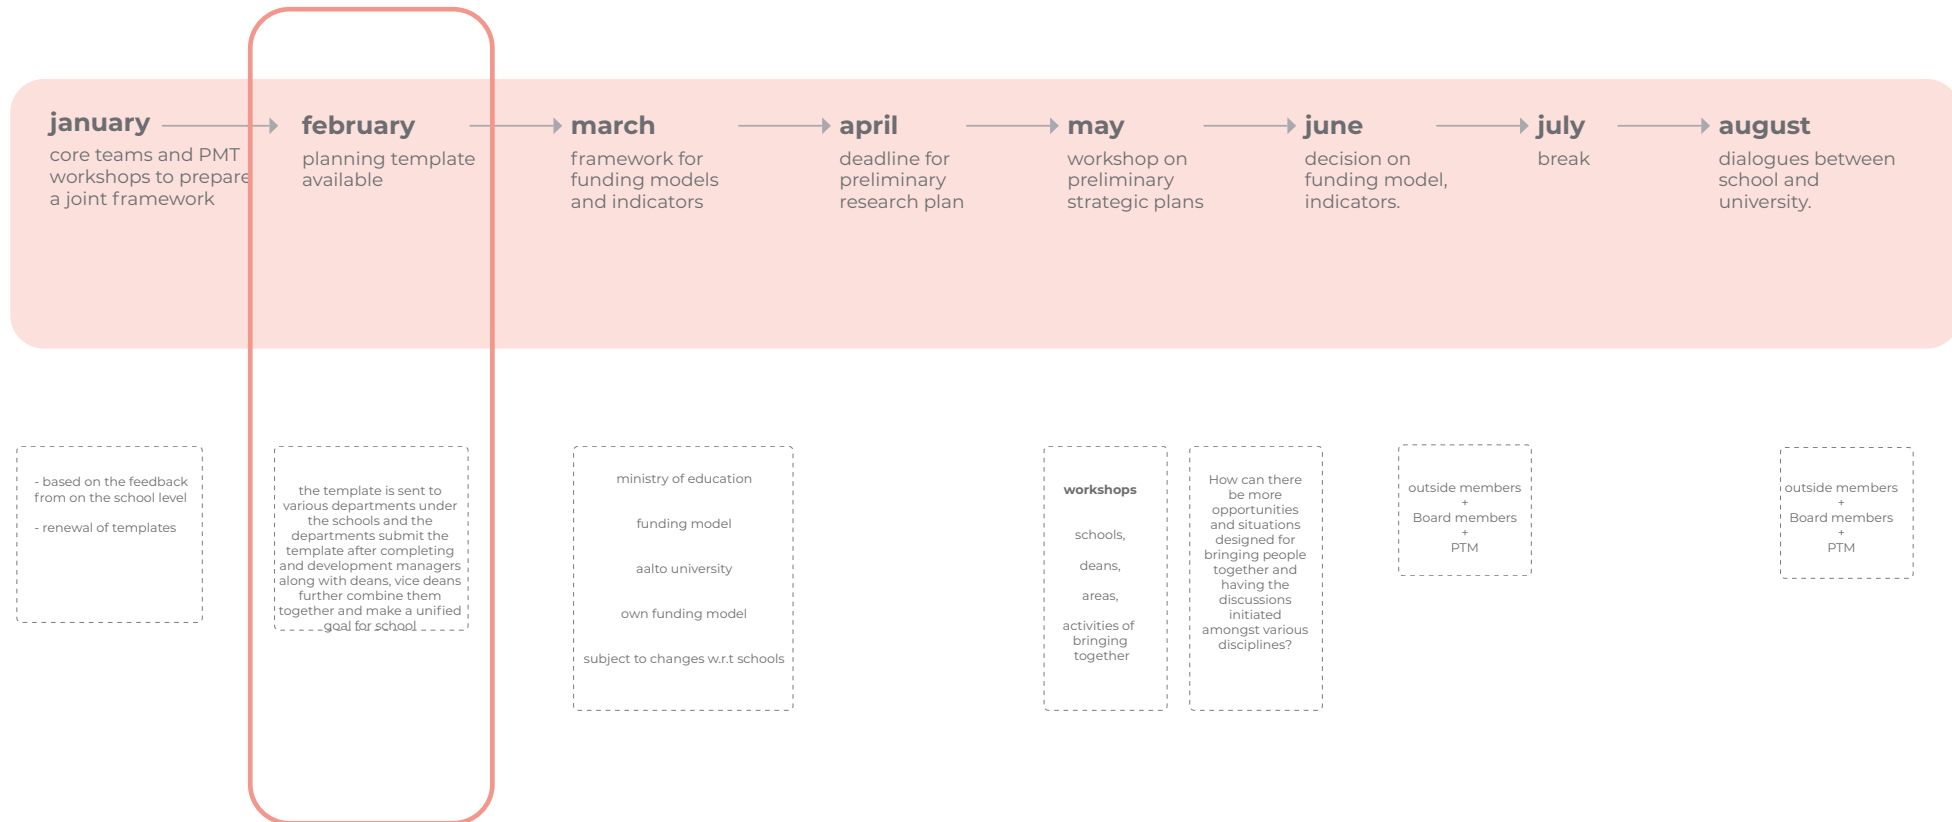 january
core teams and PMT
workshops to prepare
a joint framework
february
planning template
available
march
framework for
funding models
and indicators
april
deadline for
preliminary
research plan
may
workshop on
preliminary
strategic plans
june
decision on
funding model,
indicators.
july
break
august
dialogues between
school and
university.
- based on the feedback
from on the school level
- renewal of templates
the template is sent to
various departments under
the schools and the
departments submit the
template after completing
and development managers
along with deans, vice deans
further combine them
together and make a unified
goal for school
ministry of education
funding model
aalto university
own funding model
subject to changes w.r.t schools
workshops
schools,
deans,
areas,
activities of
bringing
together
How can there
be more
opportunities
and situations
designed for
bringing people
together and
having the
discussions
initiated
amongst various
disciplines?
outside members
+
Board members
+
PTM
outside members
+
Board members
+
PTM